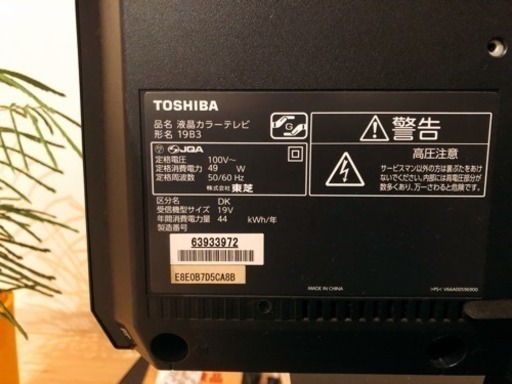 TOSHIBA
品名 液晶カラーテレビ
形名 19B3
JQA
定格電圧 100V~
定格消費電力 49 W
定格周波数 50/60 Hz
株式会社 東芝
区分名 DK
受信機型サイズ 19V
年間消費電力量 44 kWh/年
製造番号
63933972
E8E0B7D5CA8B
警告
高圧注意
サービスマン以外の方は裏ぶたをあけ
ないでください。内部には高電圧部分が
数多くあり、万一さわると危険です。
MADE IN CHINA